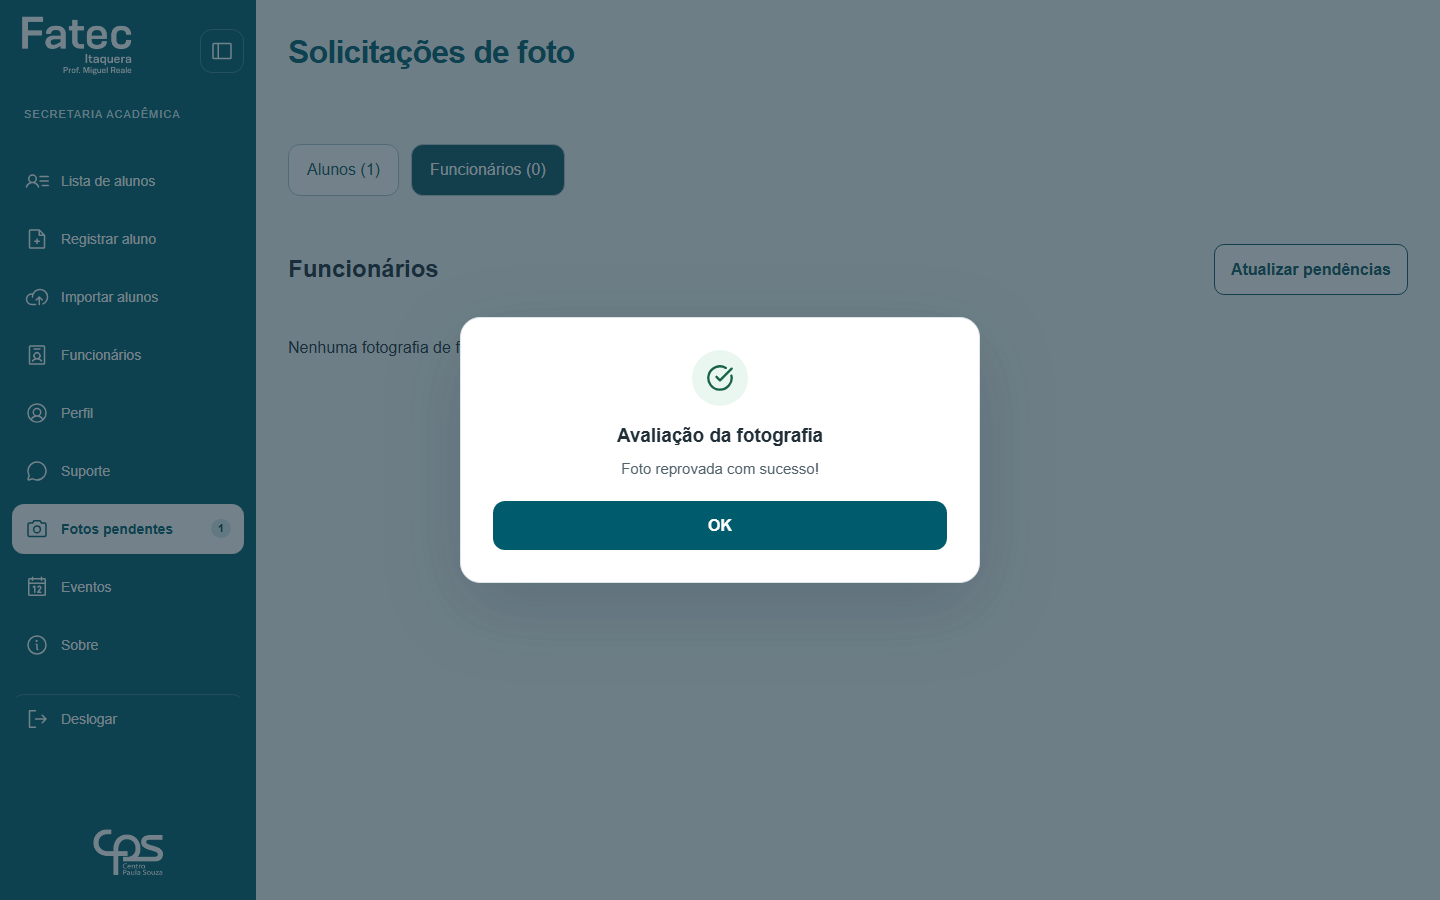 Fatec
Itaquera
Prof. Miguel Reale
SECRETARIA ACADÊMICA
Lista de alunos
Registrar aluno
Importar alunos
Funcionários
Perfil
Suporte
Fotos pendentes 1
Eventos
12
Sobre
Deslogar
cps
Centro
Paula Souza
Solicitações de foto
Alunos (1)
Funcionários (0)
Funcionários
Atualizar pendências
Nenhuma fotografia de
Avaliação da fotografia
Foto reprovada com sucesso!
OK